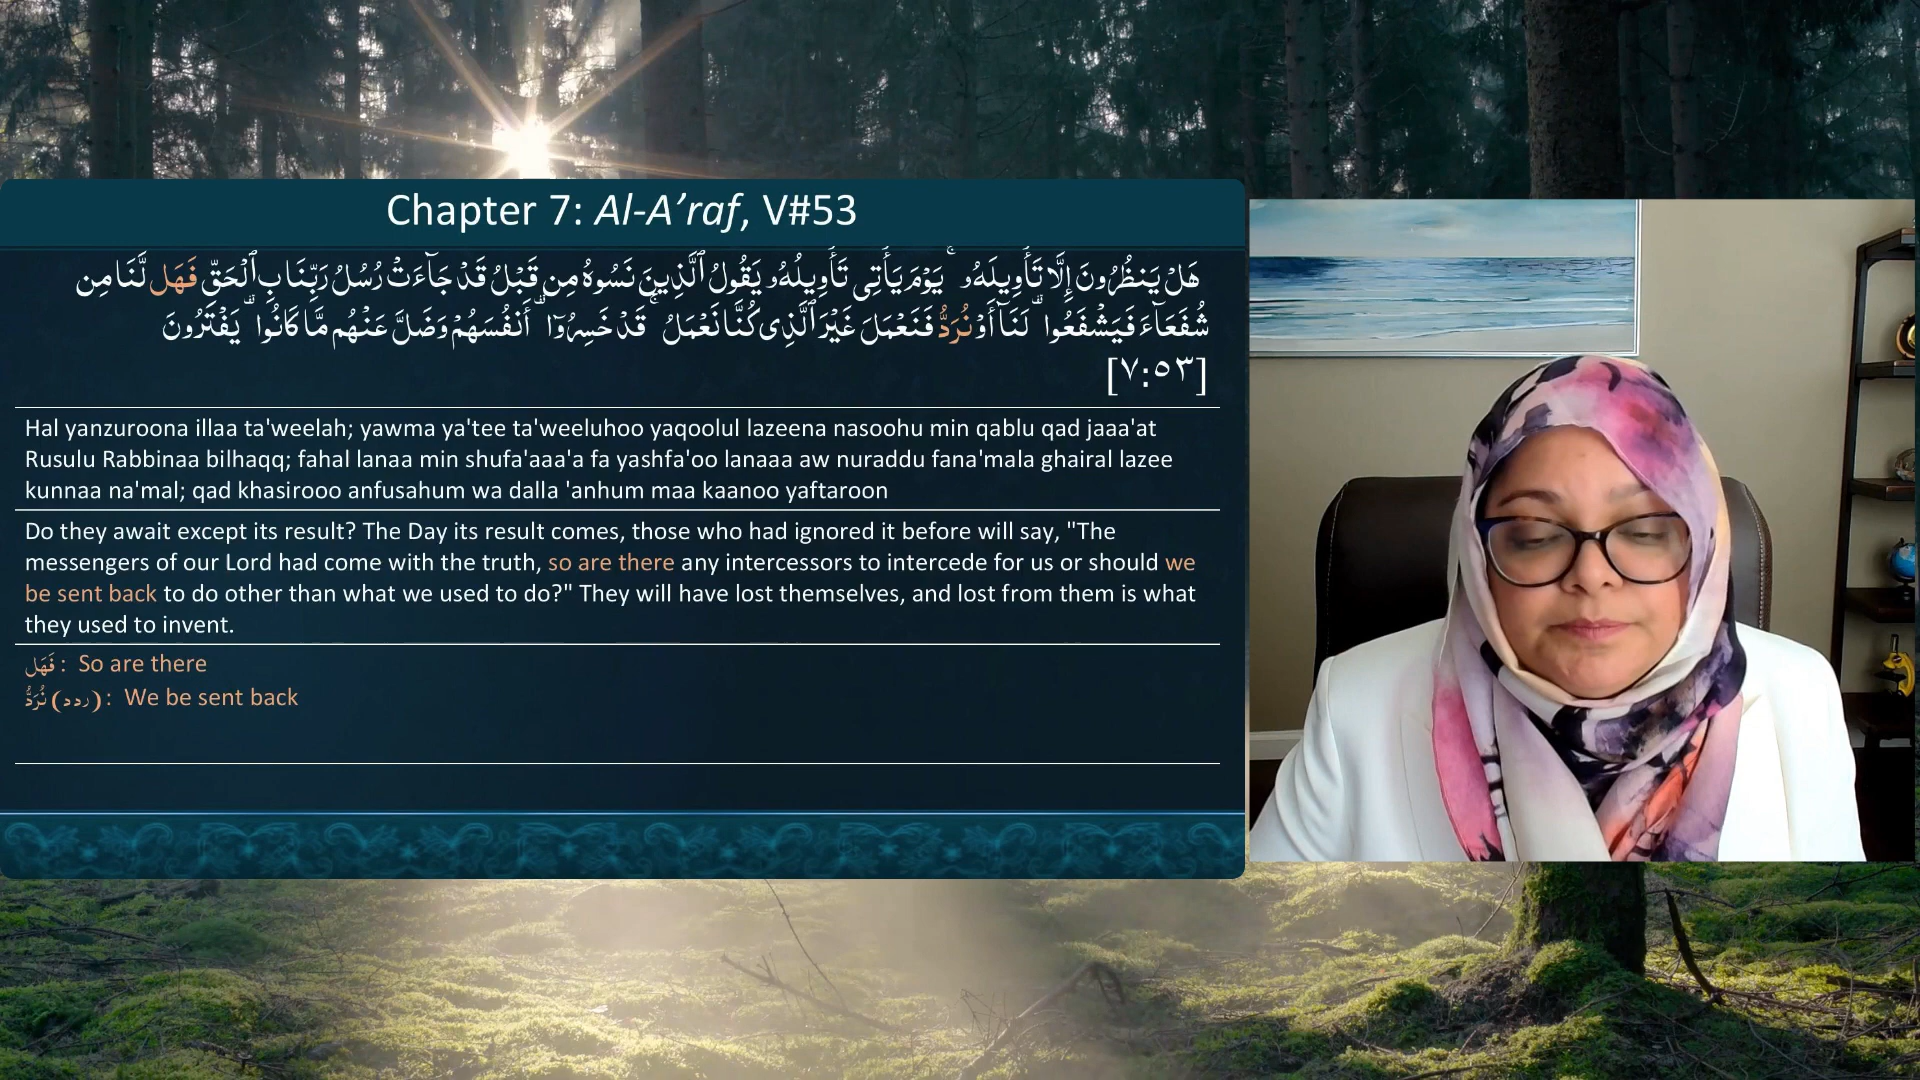 Chapter 7: Al-A’raf, V#53
هَلْ يَنظُرُونَ إِلَّا تَأْوِيلَهُۥ ۚ يَوْمَ يَأْتِى تَأْوِيلُهُۥ يَقُولُ ٱلَّذِينَ نَسُوهُ مِن قَبْلُ قَدْ جَآءَتْ رُسُلُ رَبِّنَا بِٱلْحَقِّ فَهَل لَّنَا مِن
شُفَعَآءَ فَيَشْفَعُوا۟ لَنَآ أَوْ نُرَدُّ فَنَعْمَلَ غَيْرَ ٱلَّذِى كُنَّا نَعْمَلُ ۚ قَدْ خَسِرُوٓا۟ أَنفُسَهُمْ وَضَلَّ عَنْهُم مَّا كَانُوا۟ يَفْتَرُونَ
[٧:٥٣]
Hal yanzuroona illaa ta'weelah; yawma ya'tee ta'weeluhoo yaqoolul lazeena nasoohu min qablu qad jaaa'at
Rusulu Rabbinaa bilhaqq; fahal lanaa min shufa'aaa'a fa yashfa'oo lanaaa aw nuraddu fana'mala ghairal lazee
kunnaa na'mal; qad khasirooo anfusahum wa dalla 'anhum maa kaanoo yaftaroon
Do they await except its result? The Day its result comes, those who had ignored it before will say, "The
messengers of our Lord had come with the truth, so are there any intercessors to intercede for us or should we
be sent back to do other than what we used to do?" They will have lost themselves, and lost from them is what
they used to invent.
فَهَل : So are there
نُرَدُّ (ردد) : We be sent back